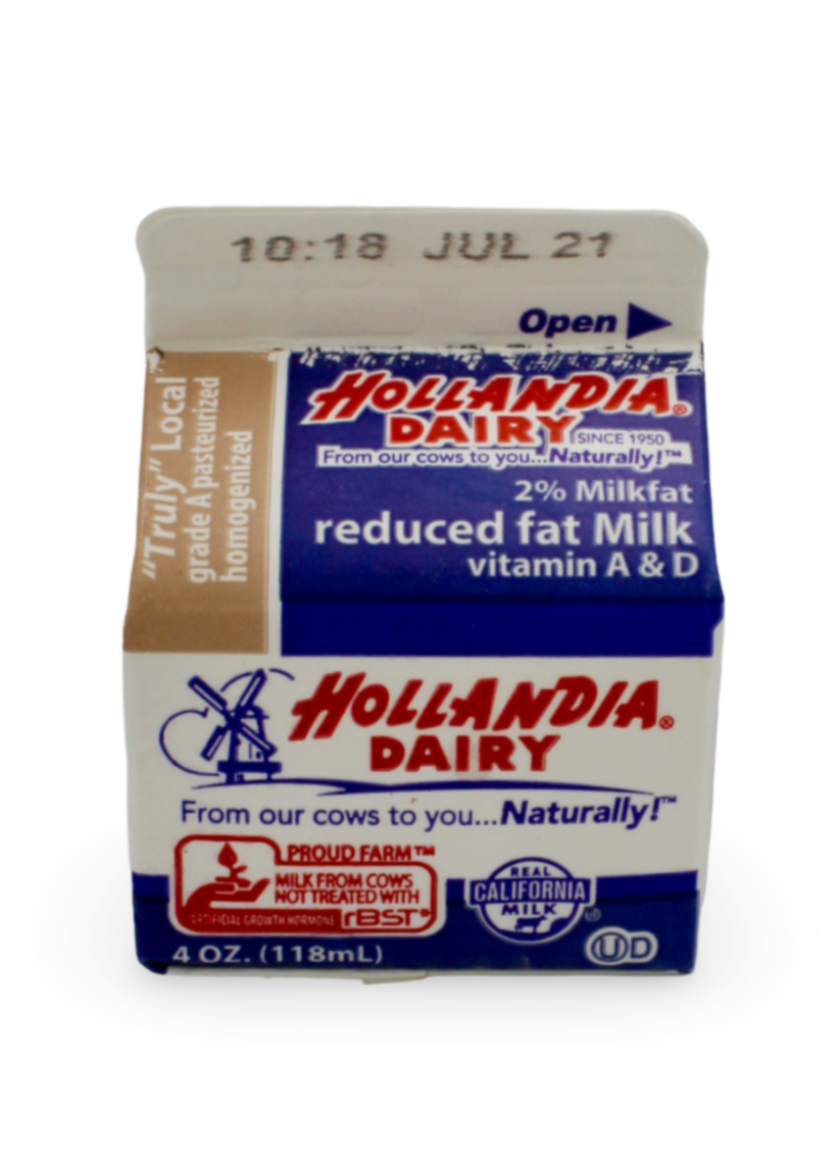 10:18 JUL 21
Open
"Truly" Local
grade A pasteurized
homogenized
HOLLANDIA®
DAIRY SINCE 1950
From our cows to you...Naturally!™
2% Milkfat
reduced fat Milk
vitamin A & D
HOLLANDIA®
DAIRY
From our cows to you...Naturally!™
PROUD FARM™
MILK FROM COWS
NOT TREATED WITH
ARTIFICIAL GROWTH HORMONE rBST*
REAL
CALIFORNIA
MILK
®
4 OZ. (118mL)
U D